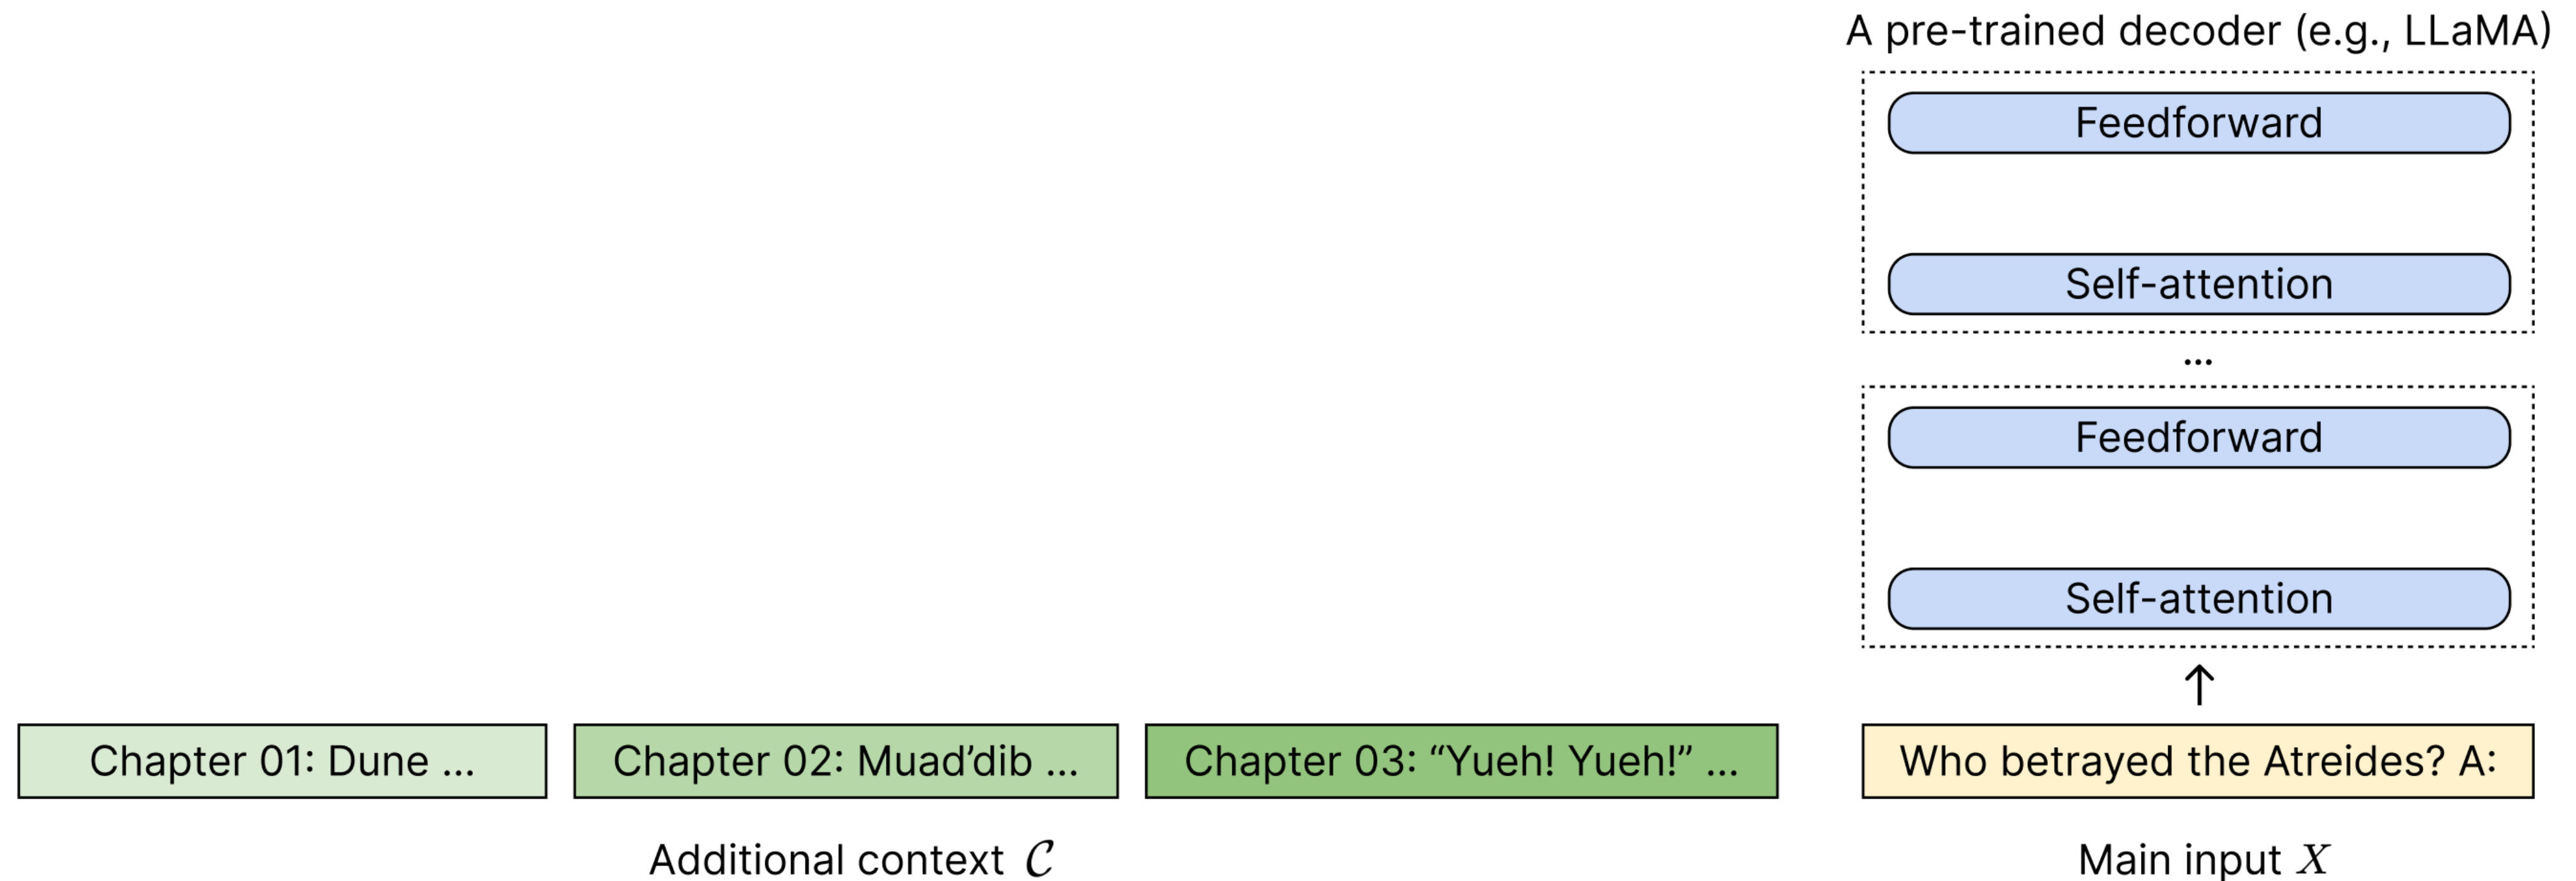 A pre-trained decoder (e.g., LLaMA)
Feedforward
Self-attention
...
Feedforward
Self-attention
Chapter 01: Dune ...
Chapter 02: Muad’dib ...
Chapter 03: “Yueh! Yueh!” ...
Who betrayed the Atreides? A:
Additional context 𝒞
Main input X